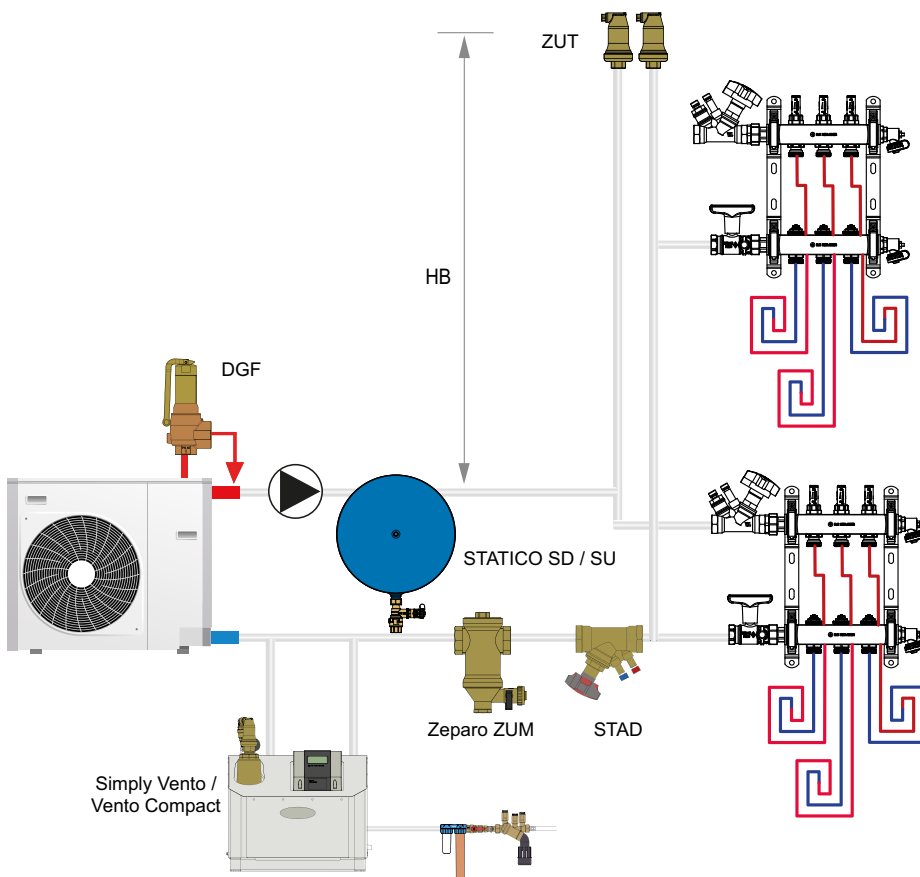 ZUT
HB
DGF
STATICO SD / SU
Zeparo ZUM
STAD
Simply Vento /
Vento Compact